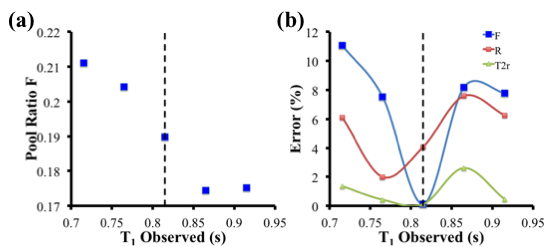 (a)
0.22
0.21
0.2
0.19
0.18
0.17
Pool Ratio F
0.7 0.75 0.8 0.85 0.9 0.95
T1 Observed (s)
(b)
12
10
8
6
4
2
0
Error (%)
F
R
T2r
0.7 0.75 0.8 0.85 0.9 0.95
T1 Observed (s)